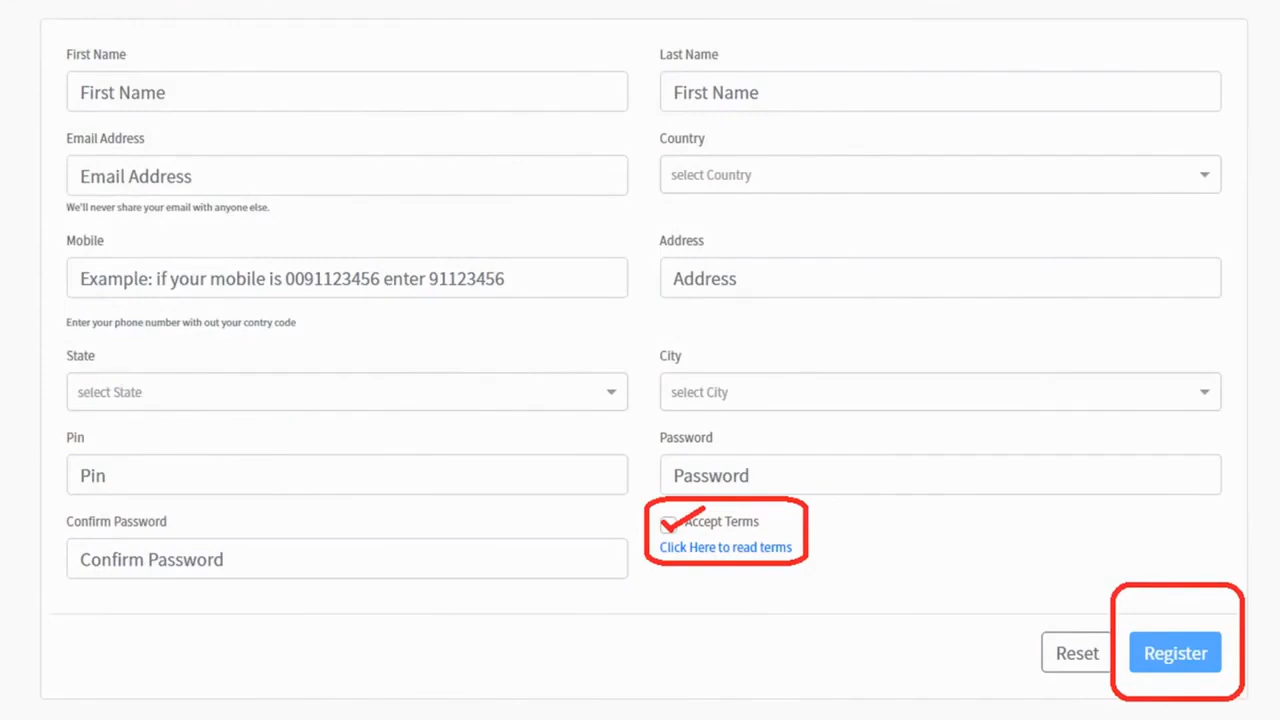 First Name
Last Name
First Name
First Name
Email Address
Country
Email Address
select Country
We'll never share your email with anyone else.
Mobile
Address
Example: if your mobile is 0091123456 enter 91123456
Address
Enter your phone number with out your contry code
State
City
select State
select City
Pin
Password
Pin
Password
Confirm Password
Accept Terms
Click Here to read terms
Confirm Password
Reset
Register